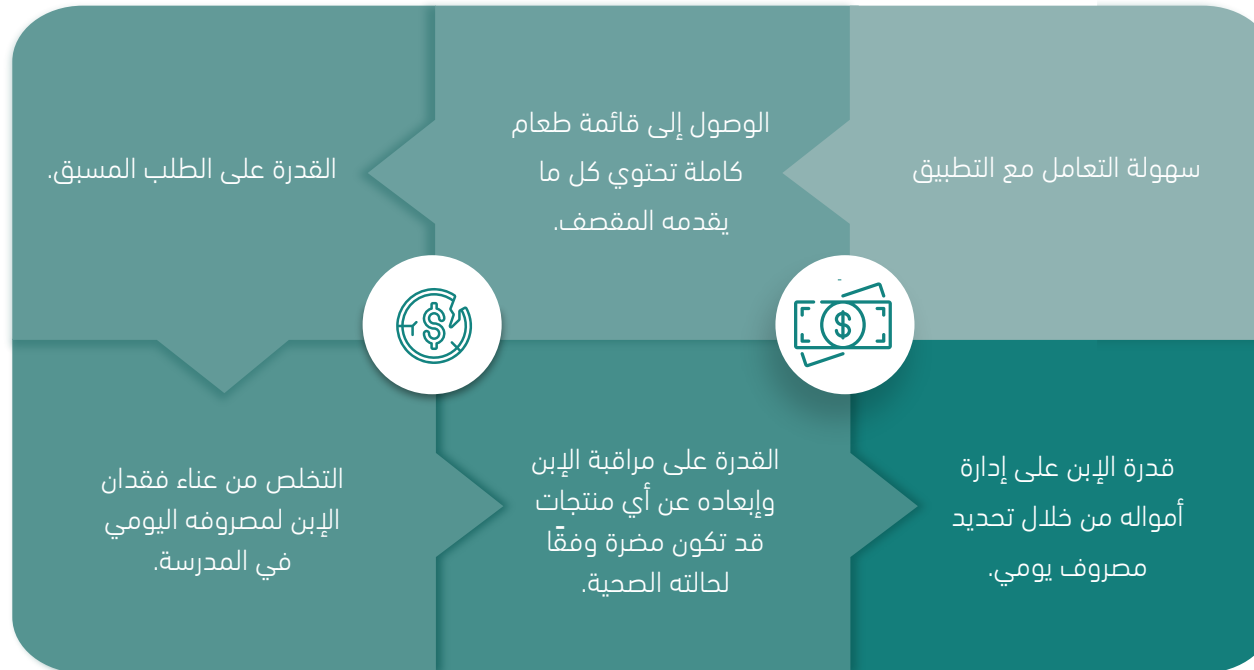 سهولة التعامل مع التطبيق
الوصول إلى قائمة طعام
كاملة تحتوي كل ما
يقدمه المقصف.
القدرة على الطلب المسبق.
التخلص من عناء فقدان
الإبن لمصروفه اليومي
في المدرسة.
القدرة على مراقبة الإبن
وإبعاده عن أي منتجات
قد تكون مضرة وفقًا
لحالته الصحية.
قدرة الإبن على إدارة
أمواله من خلال تحديد
مصروف يومي.